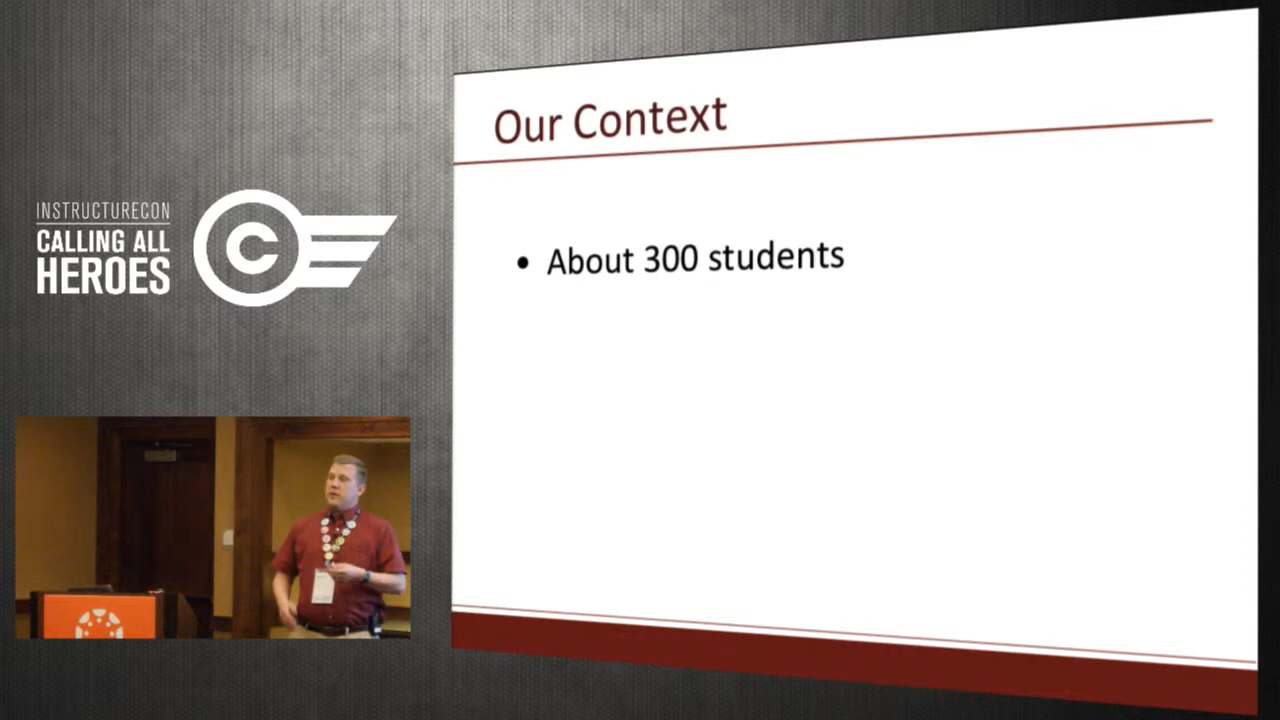 INSTRUCTURECON
CALLING ALL
HEROES
C
Our Context
• About 300 students